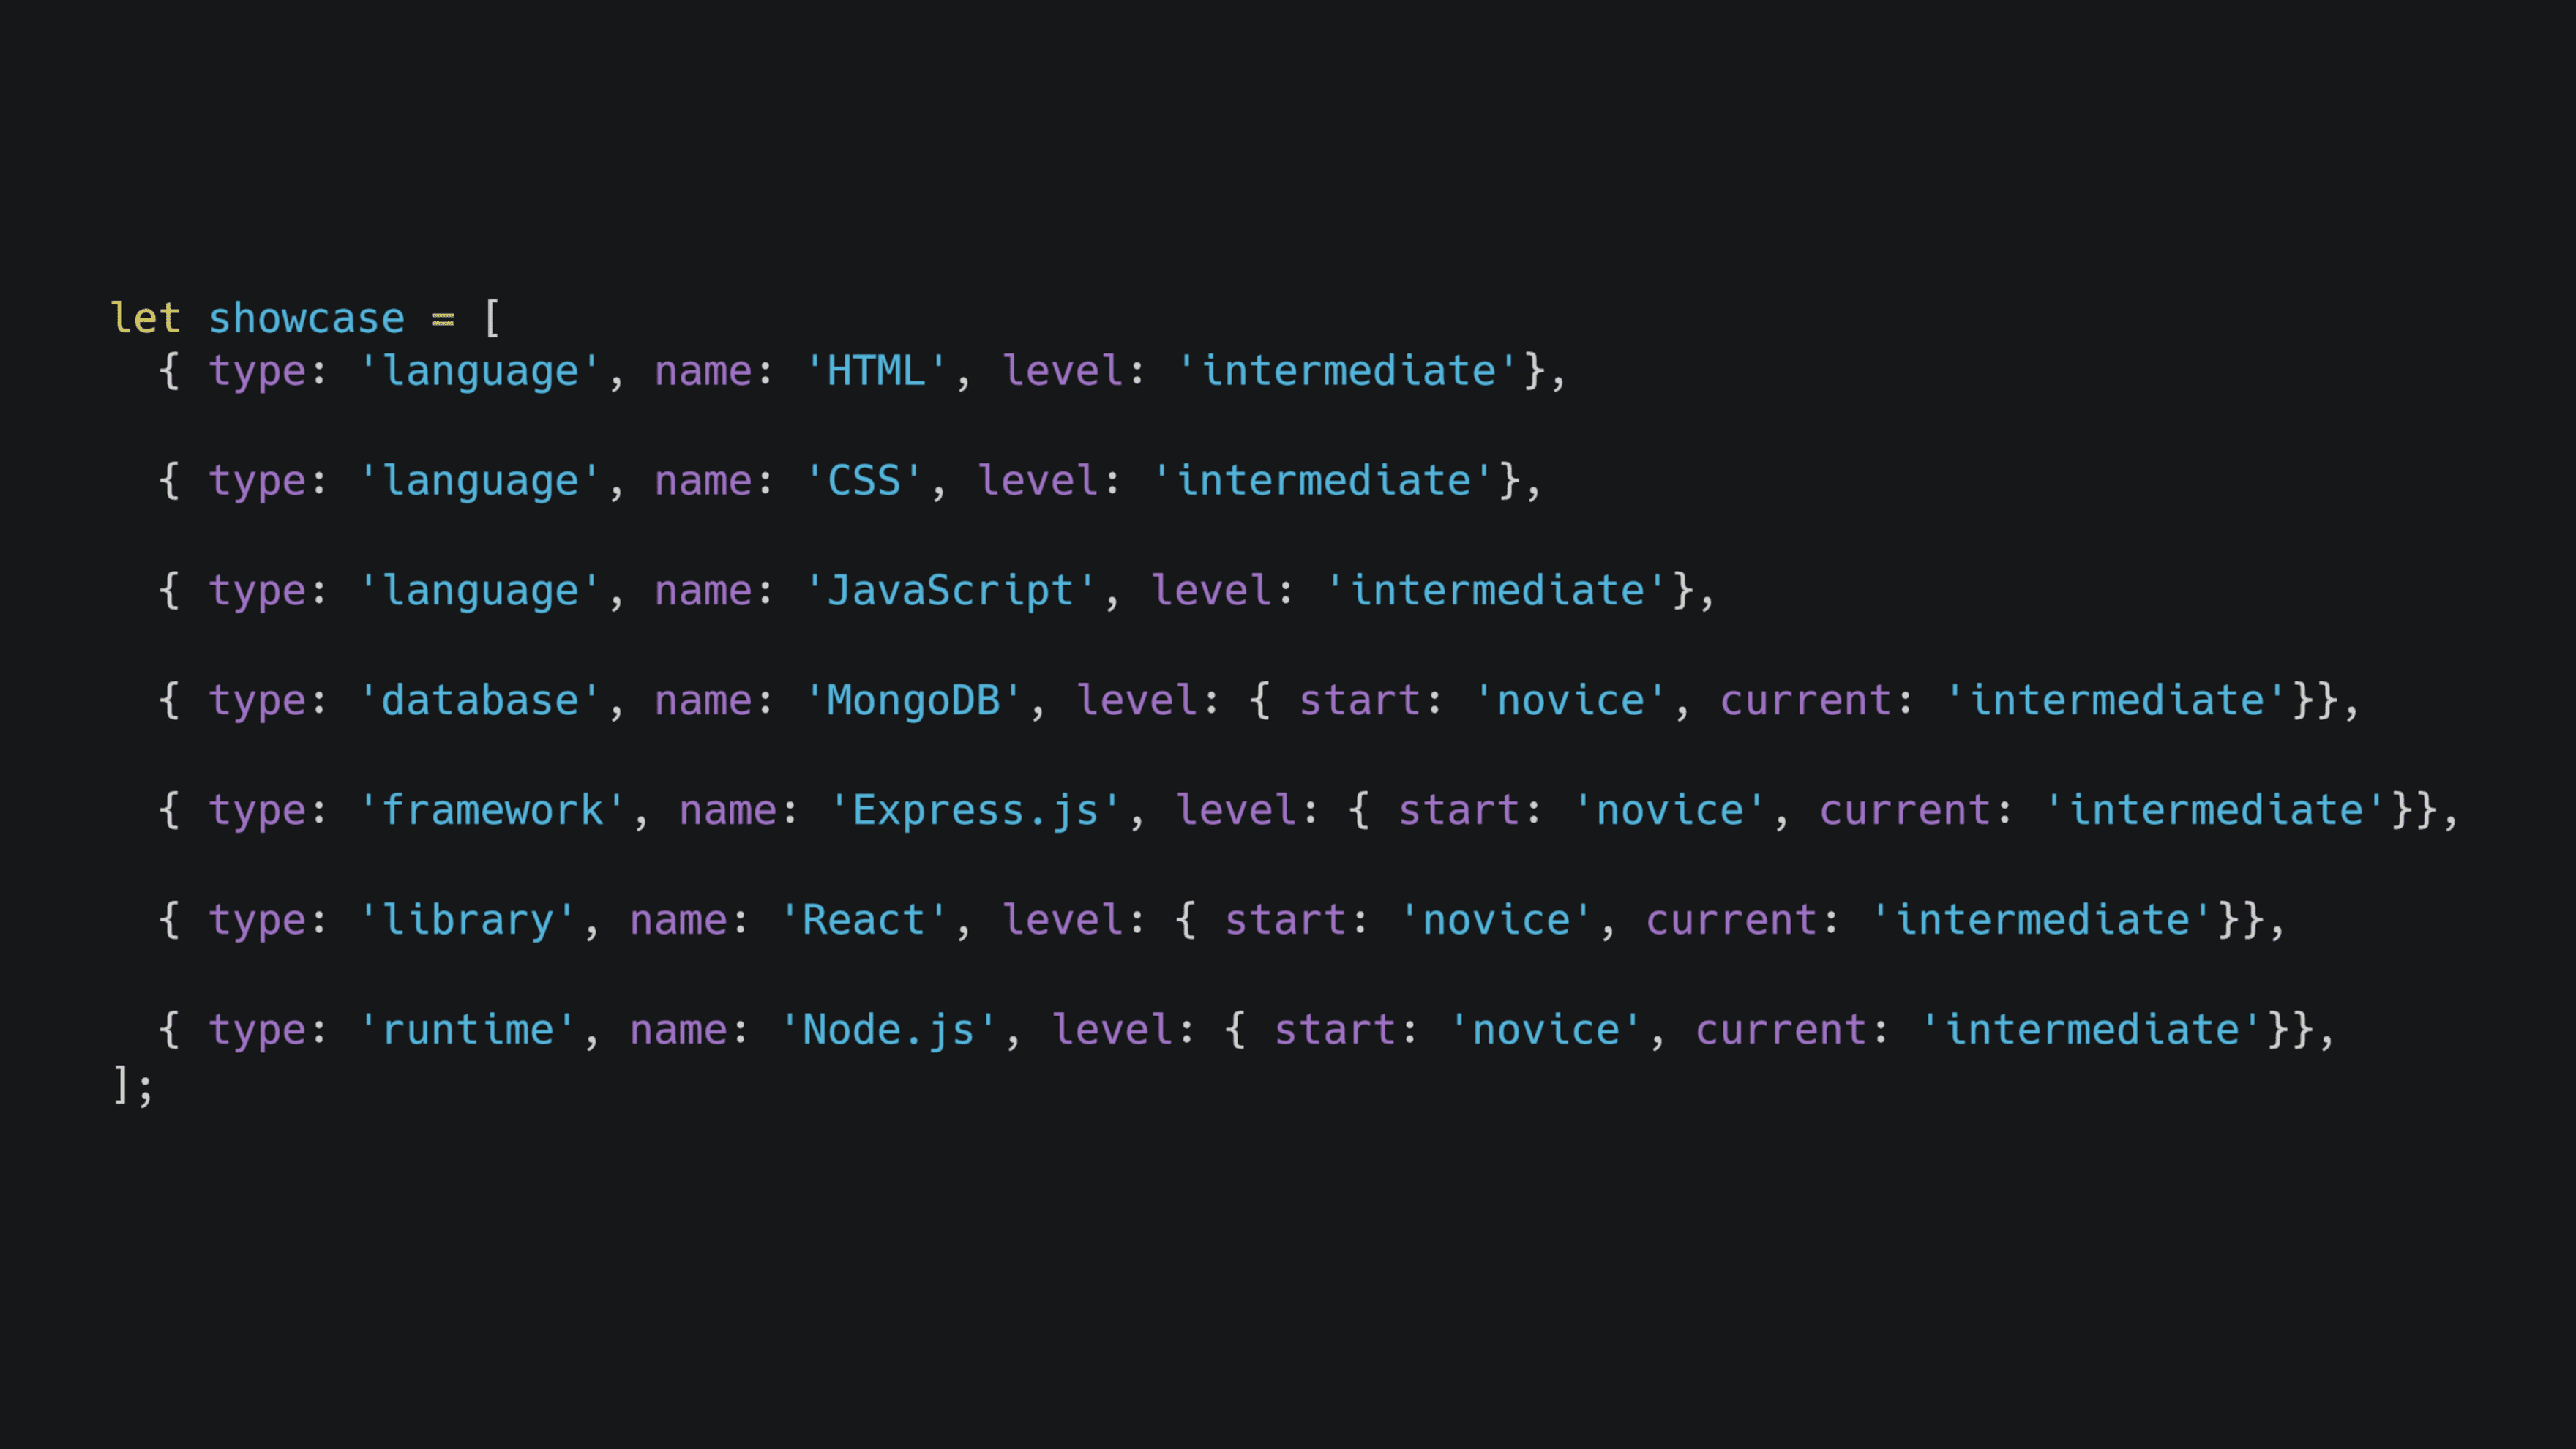 let showcase = [
  { type: 'language', name: 'HTML', level: 'intermediate'},
  { type: 'language', name: 'CSS', level: 'intermediate'},
  { type: 'language', name: 'JavaScript', level: 'intermediate'},
  { type: 'database', name: 'MongoDB', level: { start: 'novice', current: 'intermediate'}},
  { type: 'framework', name: 'Express.js', level: { start: 'novice', current: 'intermediate'}},
  { type: 'library', name: 'React', level: { start: 'novice', current: 'intermediate'}},
  { type: 'runtime', name: 'Node.js', level: { start: 'novice', current: 'intermediate'}},
];